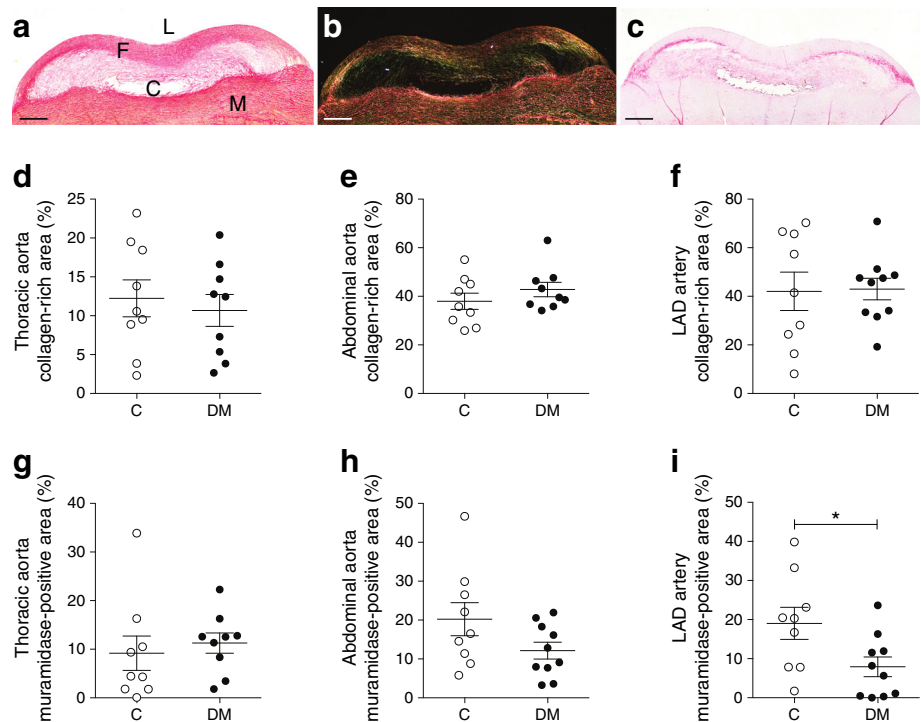 a
L
F
C
M
b
c
d
Thoracic aorta
collagen-rich area (%)
25
20
15
10
5
0
C
DM
e
Abdominal aorta
collagen-rich area (%)
80
60
40
20
0
C
DM
f
LAD artery
collagen-rich area (%)
80
60
40
20
0
C
DM
g
Thoracic aorta
muramidase-positive area (%)
40
30
20
10
0
C
DM
h
Abdominal aorta
muramidase-positive area (%)
50
40
30
20
10
0
C
DM
i
LAD artery
muramidase-positive area (%)
50
40
30
20
10
0
*
C
DM